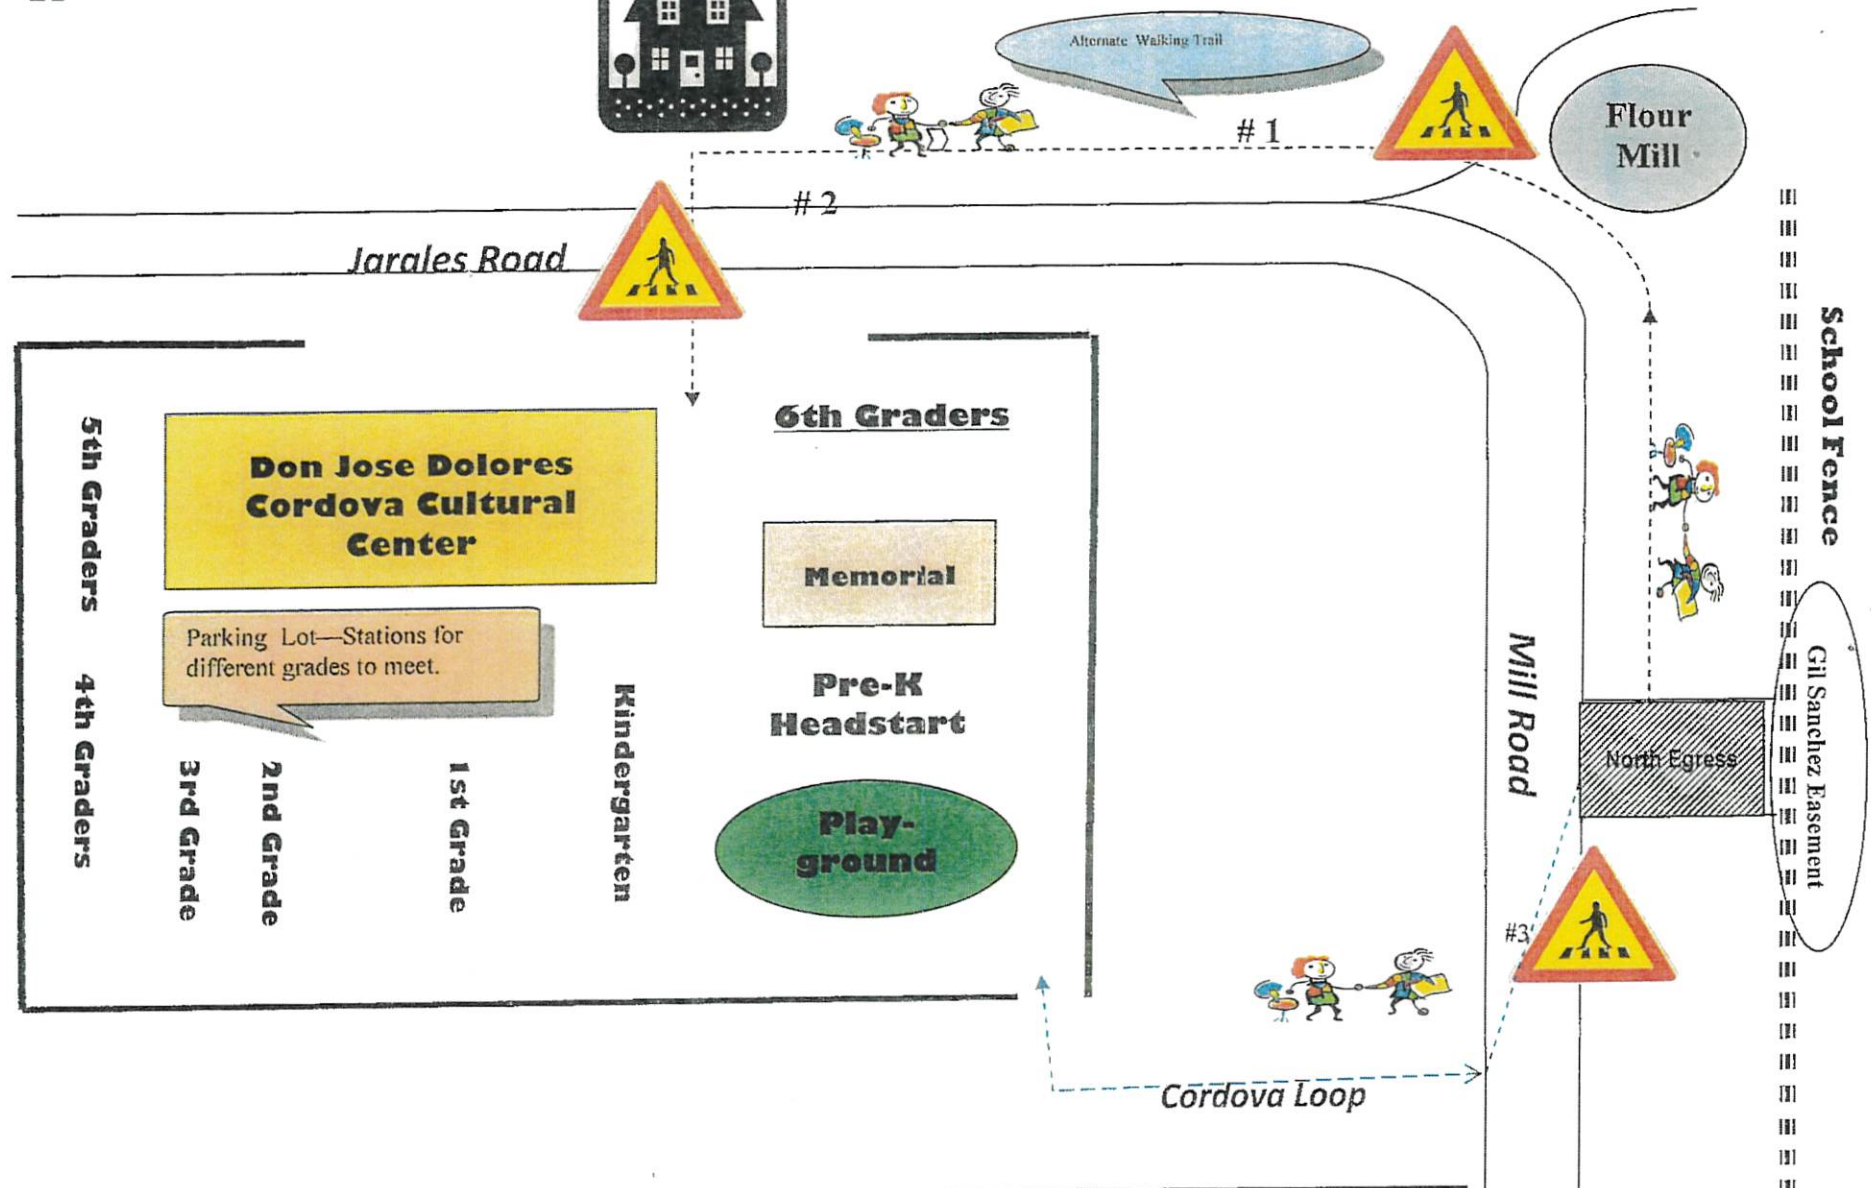 Alternate Walking Trail
# 1
Flour
Mill
# 2
Jarales Road
School Fence
6th Graders
5th Graders
Don Jose Dolores
Cordova Cultural
Center
Memorial
Parking Lot—Stations for
different grades to meet.
4th Graders
3rd Grade
2nd Grade
1st Grade
Kindergarten
Pre-K
Headstart
Play-
ground
Mill Road
North Egress
Gil Sanchez Easement
#3
Cordova Loop